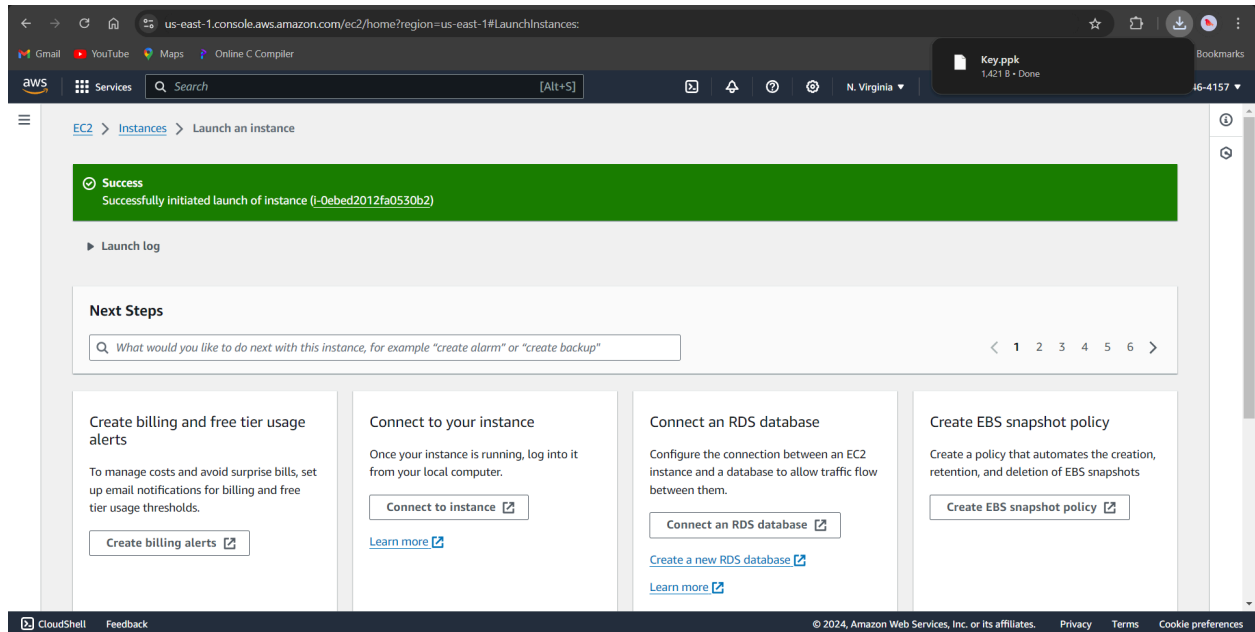 us-east-1.console.aws.amazon.com/ec2/home?region=us-east-1#LaunchInstances:
Gmail YouTube Maps Online C Compiler Bookmarks
Key.ppk
1,421 B • Done
aws Services Search [Alt+S] N. Virginia 46-4157
EC2 > Instances > Launch an instance
Success
Successfully initiated launch of instance (i-0ebed2012fa0530b2)
Launch log
Next Steps
What would you like to do next with this instance, for example "create alarm" or "create backup"
1 2 3 4 5 6
Create billing and free tier usage
alerts
To manage costs and avoid surprise bills, set
up email notifications for billing and free
tier usage thresholds.
Create billing alerts
Connect to your instance
Once your instance is running, log into it
from your local computer.
Connect to instance
Learn more
Connect an RDS database
Configure the connection between an EC2
instance and a database to allow traffic flow
between them.
Connect an RDS database
Create a new RDS database
Learn more
Create EBS snapshot policy
Create a policy that automates the creation,
retention, and deletion of EBS snapshots
Create EBS snapshot policy
CloudShell Feedback © 2024, Amazon Web Services, Inc. or its affiliates. Privacy Terms Cookie preferences